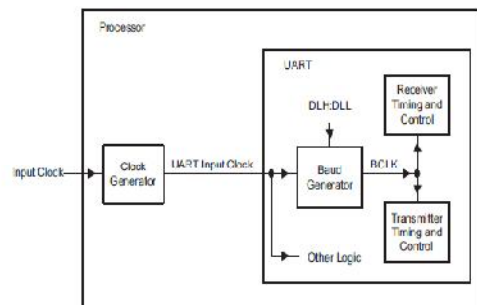 Processor
UART
Receiver
Timing and
Control
DLH:DLL
Input Clock
Clock
Generator
UART Input Clock
Baud
Generator
BCLK
Transmitter
Timing and
Control
Other Logic